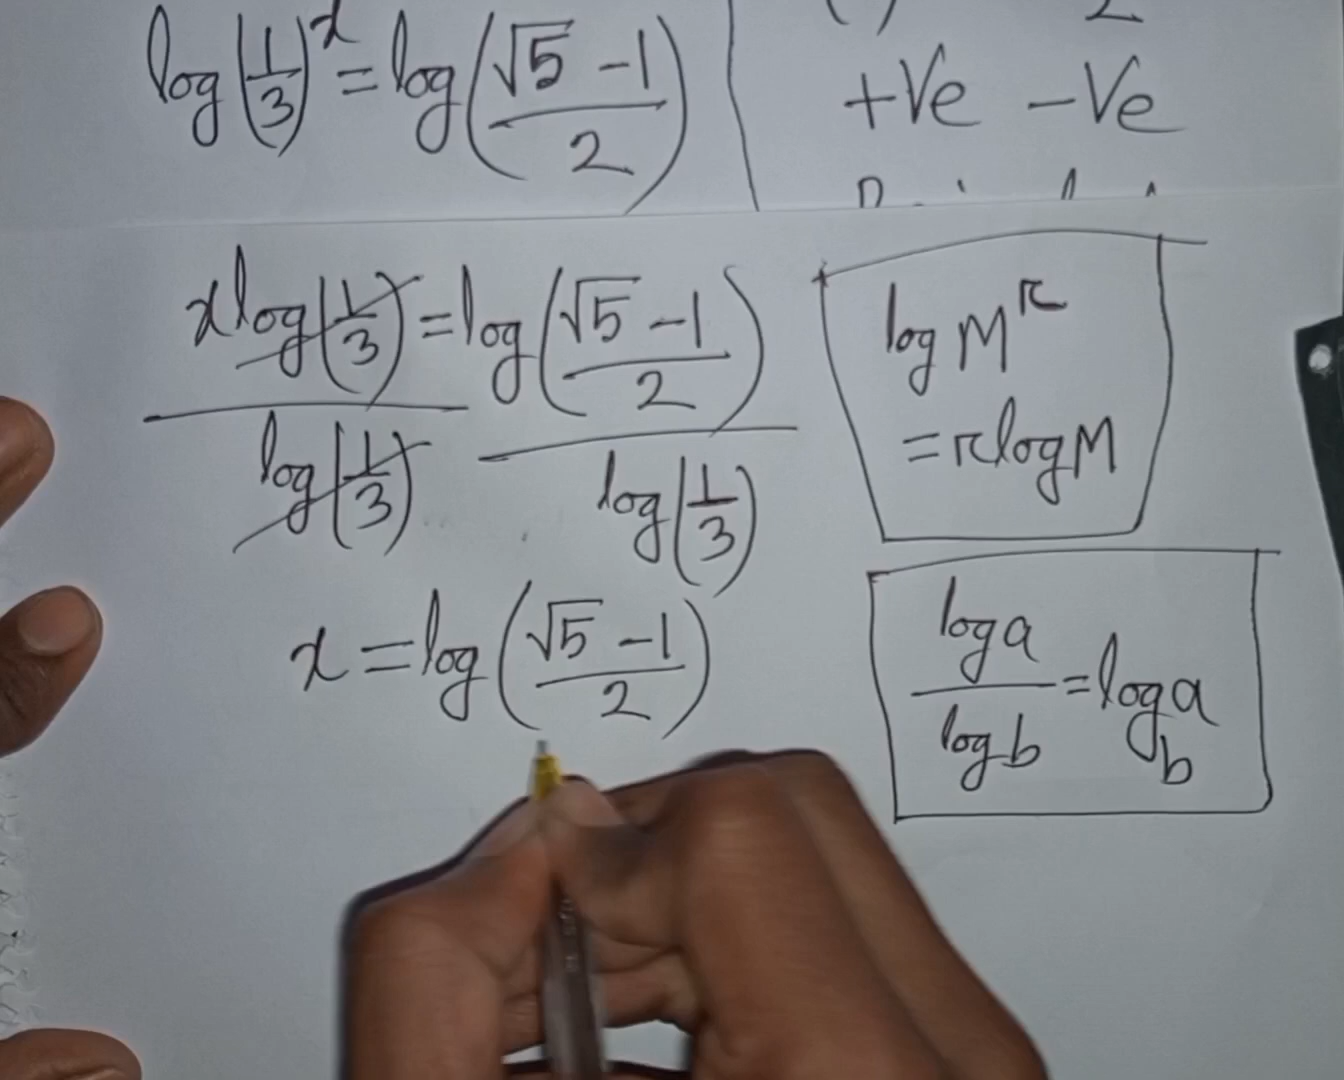 log(1/3)^x = log((√5 - 1)/2)
+Ve -Ve
x log(1/3) / log(1/3) = log((√5 - 1)/2) / log(1/3)
x = log((√5 - 1)/2)
log M^r
= r log M
log a / log b = log_b a